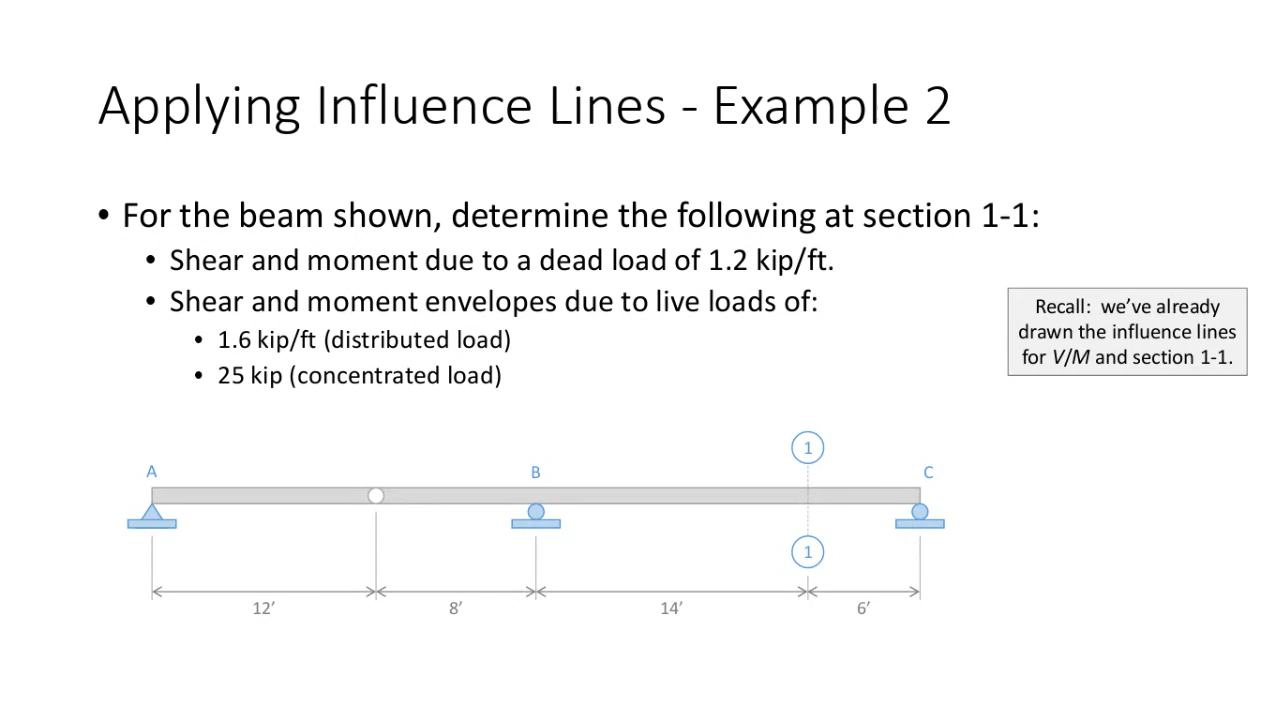 Applying Influence Lines - Example 2
• For the beam shown, determine the following at section 1-1:
• Shear and moment due to a dead load of 1.2 kip/ft.
• Shear and moment envelopes due to live loads of:
• 1.6 kip/ft (distributed load)
• 25 kip (concentrated load)
Recall: we’ve already
drawn the influence lines
for V/M and section 1-1.
1
A
B
C
1
12′
8′
14′
6′